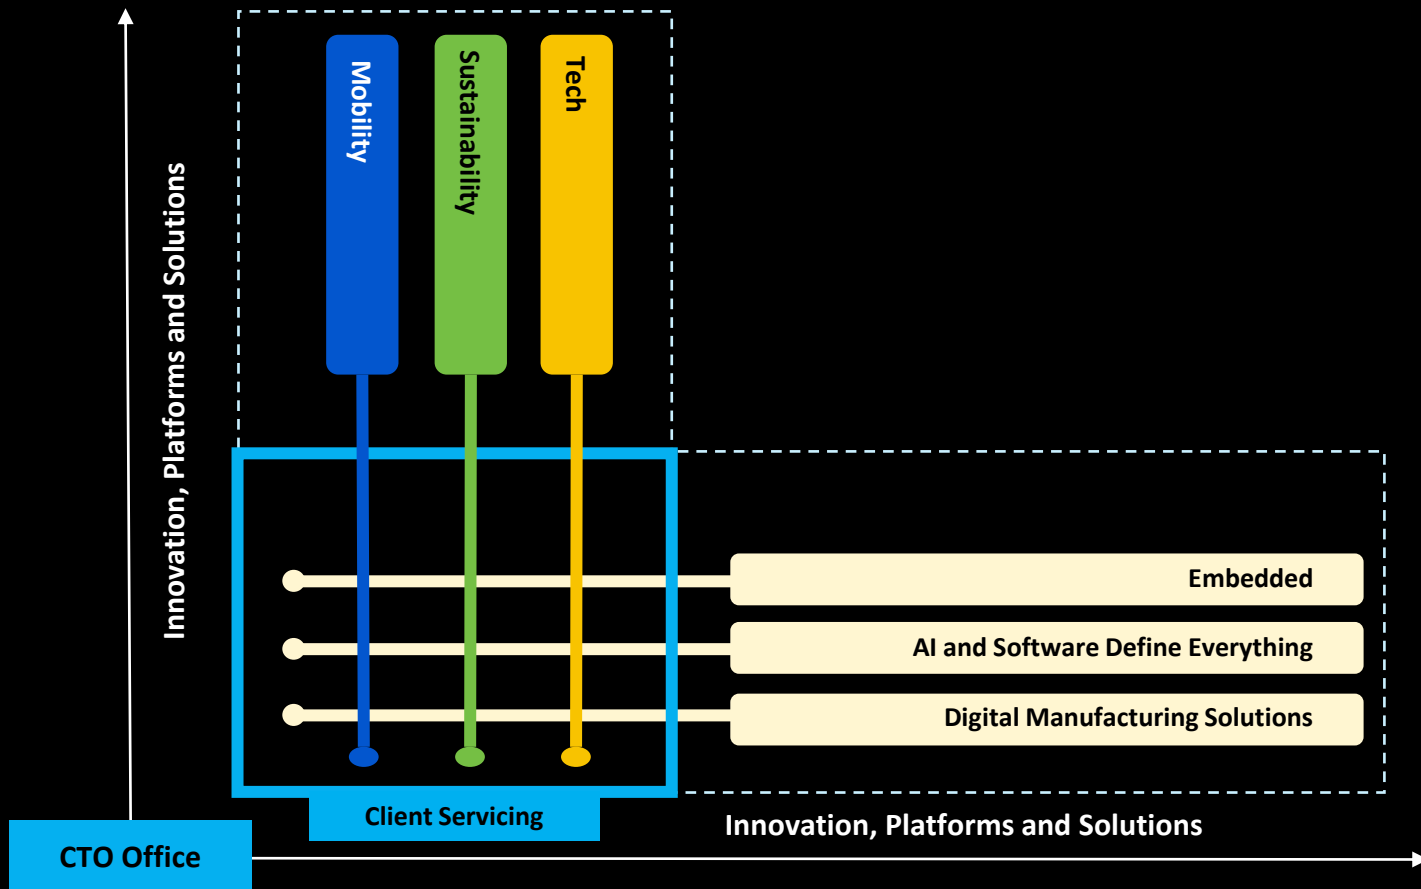 Mobility
Sustainability
Tech
Innovation, Platforms and Solutions
Embedded
AI and Software Define Everything
Digital Manufacturing Solutions
Client Servicing
Innovation, Platforms and Solutions
CTO Office